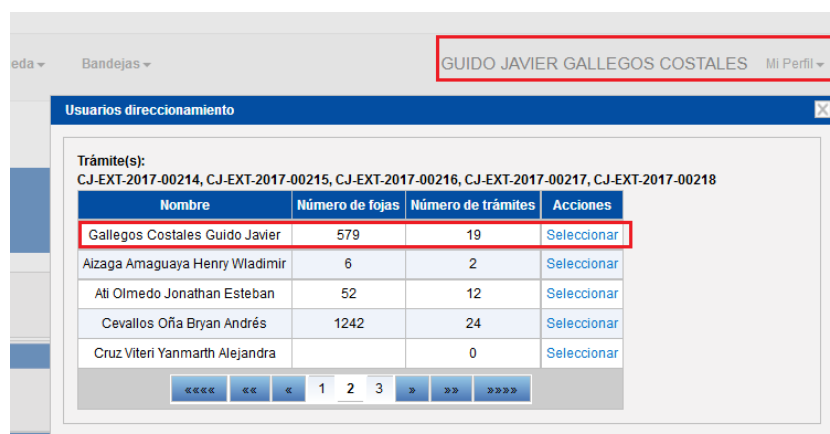 eda
Bandejas
GUIDO JAVIER GALLEGOS COSTALES
Mi Perfil
Usuarios direccionamiento
Trámite(s):
CJ-EXT-2017-00214, CJ-EXT-2017-00215, CJ-EXT-2017-00216, CJ-EXT-2017-00217, CJ-EXT-2017-00218
Nombre Número de fojas Número de trámites Acciones
Gallegos Costales Guido Javier 579 19 Seleccionar
Aizaga Amaguaya Henry Wladimir 6 2 Seleccionar
Ati Olmedo Jonathan Esteban 52 12 Seleccionar
Cevallos Oña Bryan Andrés 1242 24 Seleccionar
Cruz Viteri Yanmarth Alejandra 0 Seleccionar
«««« «« « 1 2 3 » »» »»»»